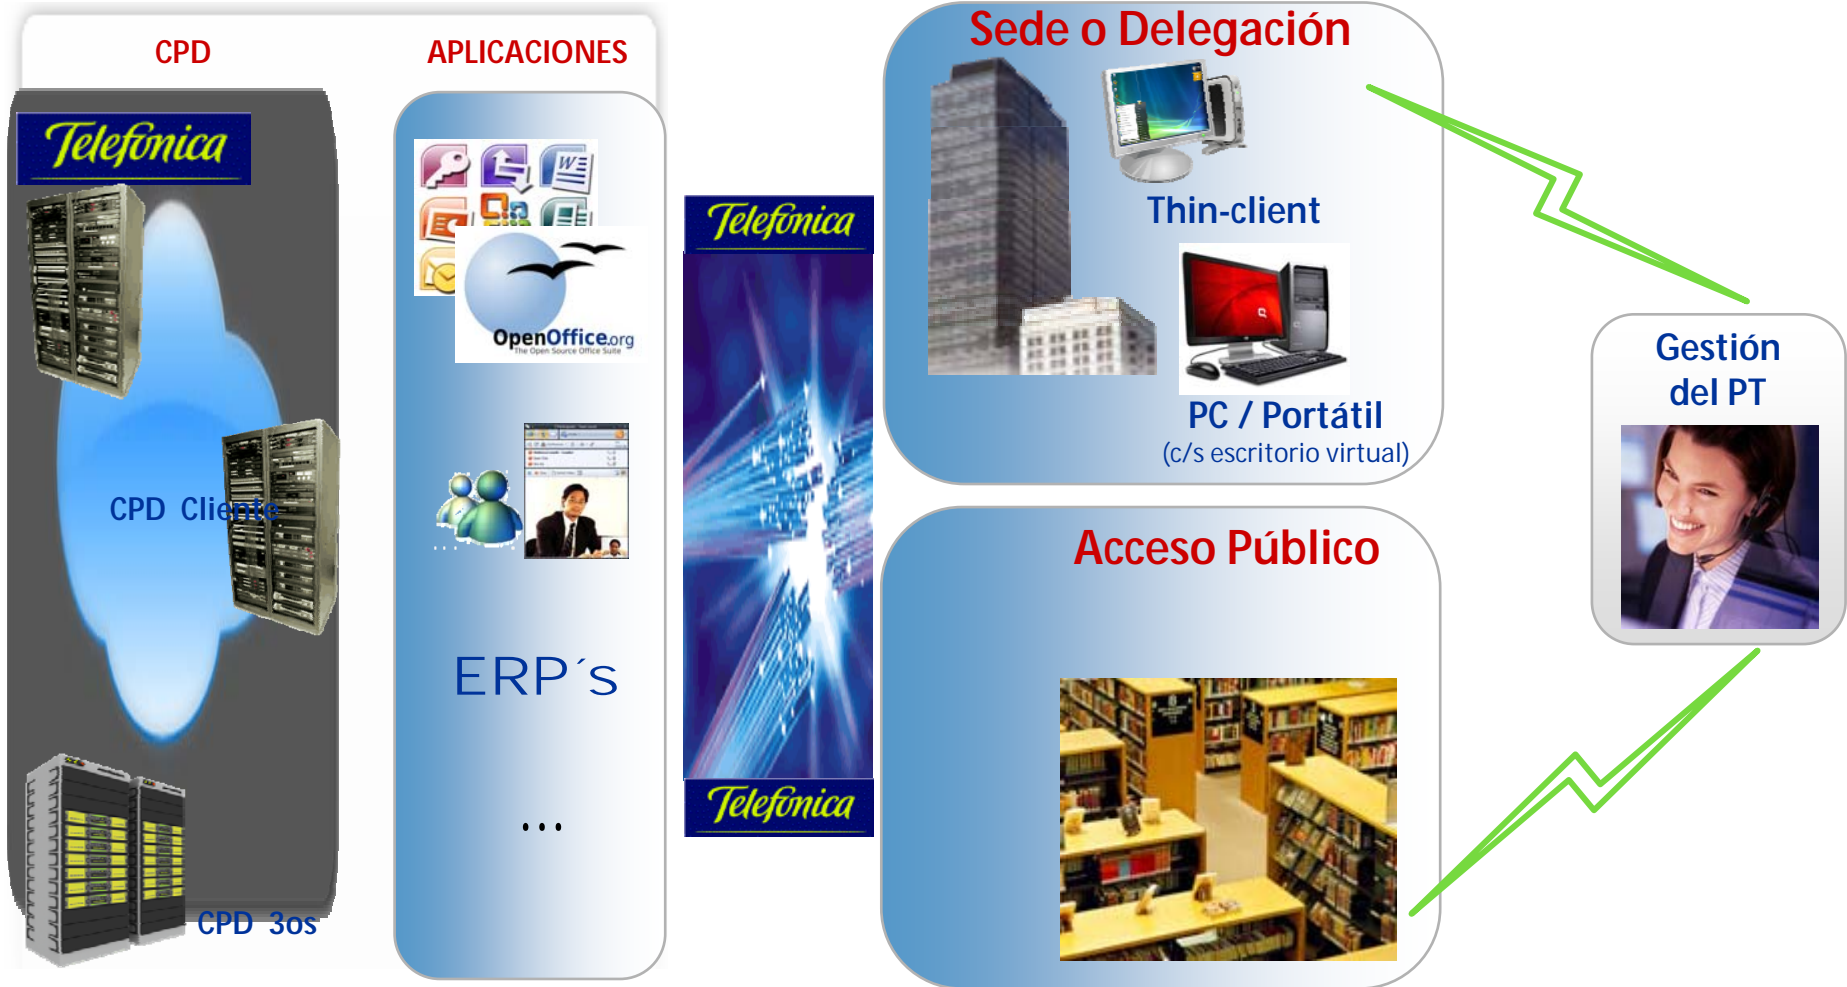 CPD
Telefónica
CPD Cliente
CPD 3os
APLICACIONES
W
OpenOffice.org
The Open Source Office Suite
ERP´s
...
Telefónica
Telefónica
Sede o Delegación
Thin-client
PC / Portátil
(c/s escritorio virtual)
Acceso Público
Gestión
del PT